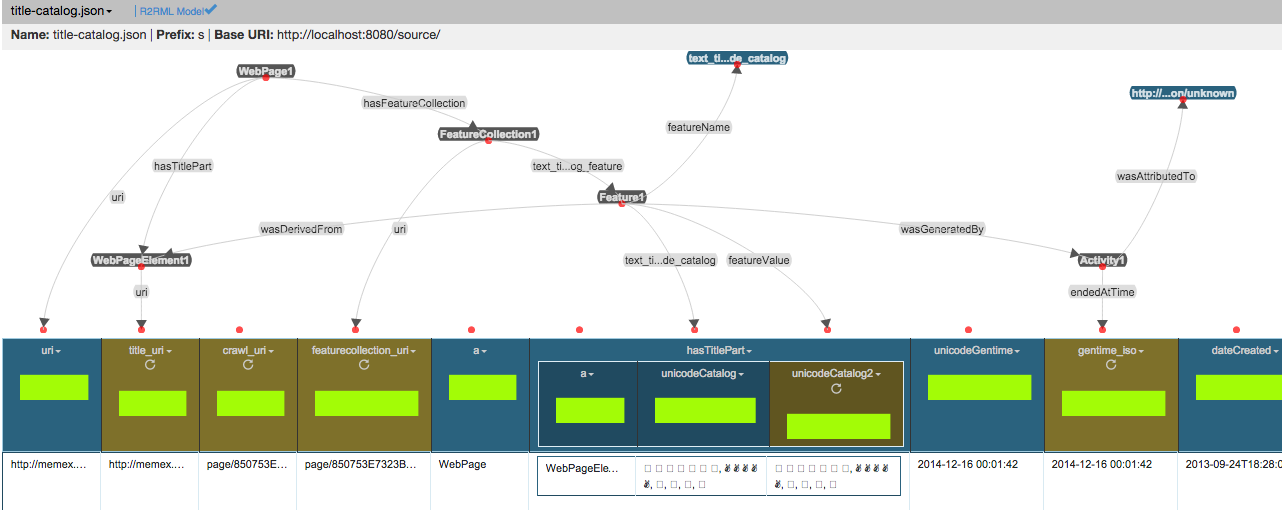 title-catalog.json
R2RML Model
Name: title-catalog.json | Prefix: s | Base URI: http://localhost:8080/source/
text_ti...de_catalog
WebPage1
http://...on/unknown
hasFeatureCollection
featureName
FeatureCollection1
hasTitlePart
text_ti...og_feature
wasAttributedTo
uri
Feature1
wasDerivedFrom
uri
wasGeneratedBy
WebPageElement1
text_ti...de_catalog
featureValue
Activity1
uri
endedAtTime
uri title_uri crawl_uri featurecollection_uri a hasTitlePart unicodeGentime gentime_iso dateCreated
a unicodeCatalog unicodeCatalog2
http://memex.... http://memex.... page/850753E... page/850753E7323B... WebPage WebPageEle... 2014-12-16 00:01:42 2014-12-16 00:01:42 2013-09-24T18:28:0